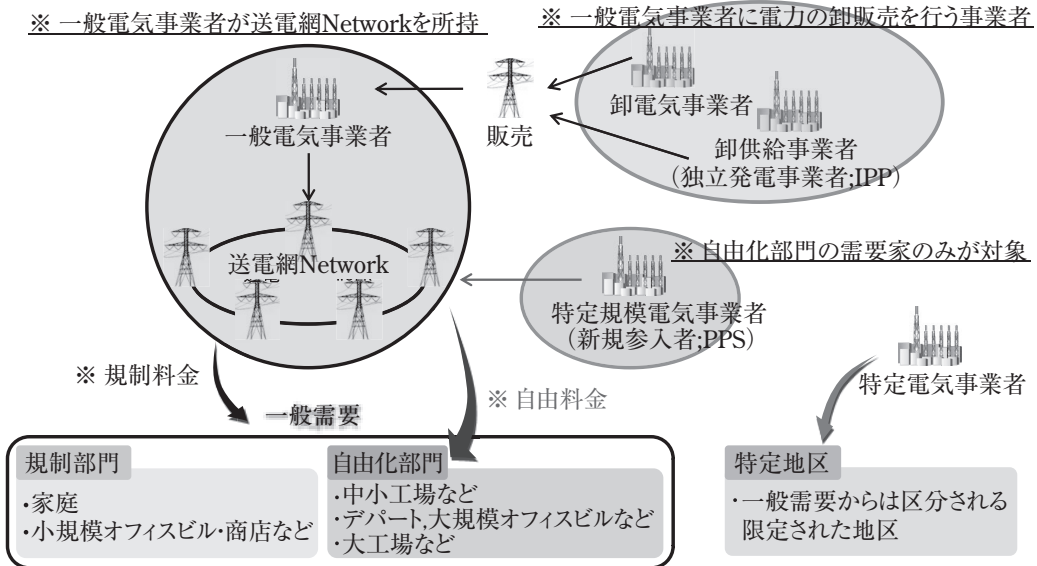 ※ 一般電気事業者が送電網Networkを所持
※ 一般電気事業者に電力の卸販売を行う事業者
一般電気事業者
販売
卸電気事業者
卸供給事業者
(独立発電事業者;IPP)
送電網Network
※ 自由化部門の需要家のみが対象
特定規模電気事業者
(新規参入者;PPS)
特定電気事業者
※ 規制料金
※ 自由料金
一般需要
規制部門
・家庭
・小規模オフィスビル・商店など
自由化部門
・中小工場など
・デパート,大規模オフィスビルなど
・大工場など
特定地区
・一般需要からは区分される
限定された地区